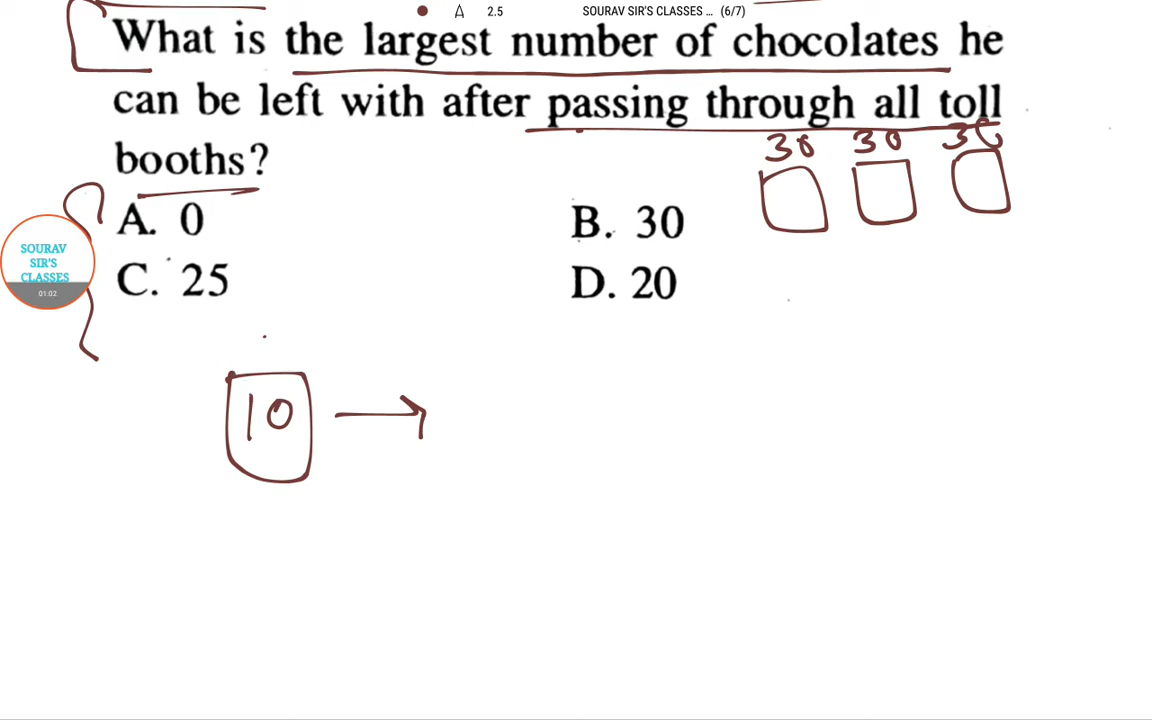 2.5 SOURAV SIR'S CLASSES ... (6/7)
What is the largest number of chocolates he
can be left with after passing through all toll
booths?
30 30 30
A. 0 B. 30
C. 25 D. 20
SOURAV
SIR'S
CLASSES
01:02
10